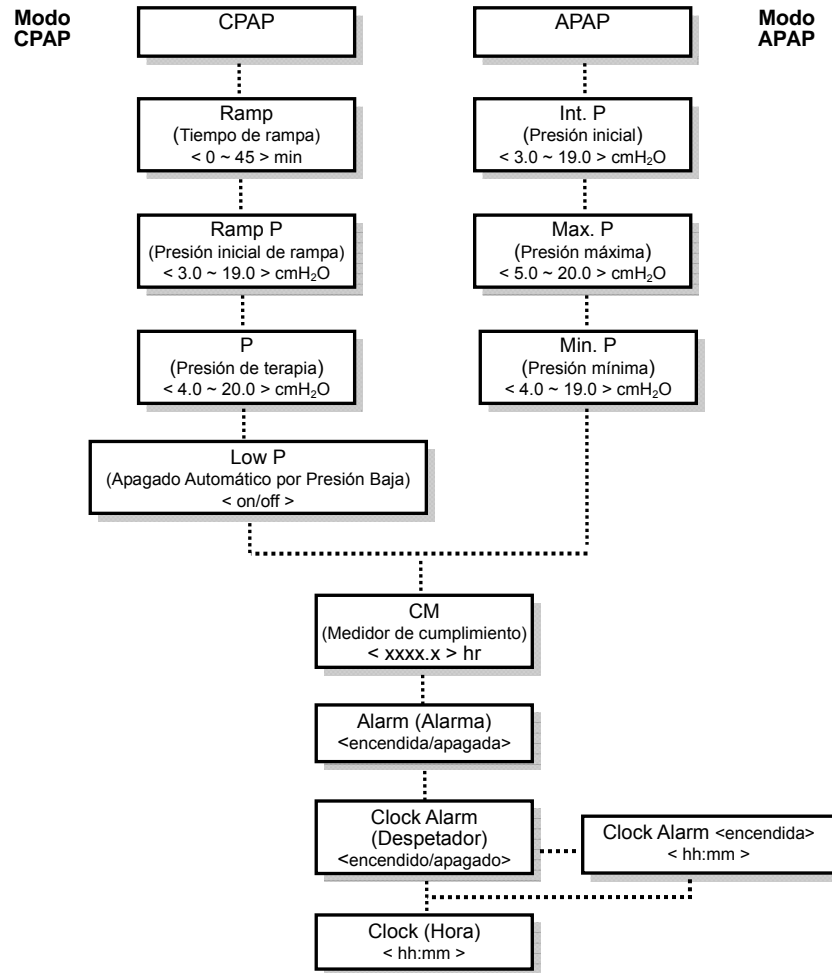 Modo
CPAP
CPAP
Ramp
(Tiempo de rampa)
< 0 ~ 45 > min
Ramp P
(Presión inicial de rampa)
< 3.0 ~ 19.0 > cmH₂O
P
(Presión de terapia)
< 4.0 ~ 20.0 > cmH₂O
Low P
(Apagado Automático por Presión Baja)
< on/off >
Modo
APAP
APAP
Int. P
(Presión inicial)
< 3.0 ~ 19.0 > cmH₂O
Max. P
(Presión máxima)
< 5.0 ~ 20.0 > cmH₂O
Min. P
(Presión mínima)
< 4.0 ~ 19.0 > cmH₂O
CM
(Medidor de cumplimiento)
< xxxx.x > hr
Alarm (Alarma)
<encendida/apagada>
Clock Alarm
(Despetador)
<encendido/apagado>
Clock Alarm <encendida>
< hh:mm >
Clock (Hora)
< hh:mm >